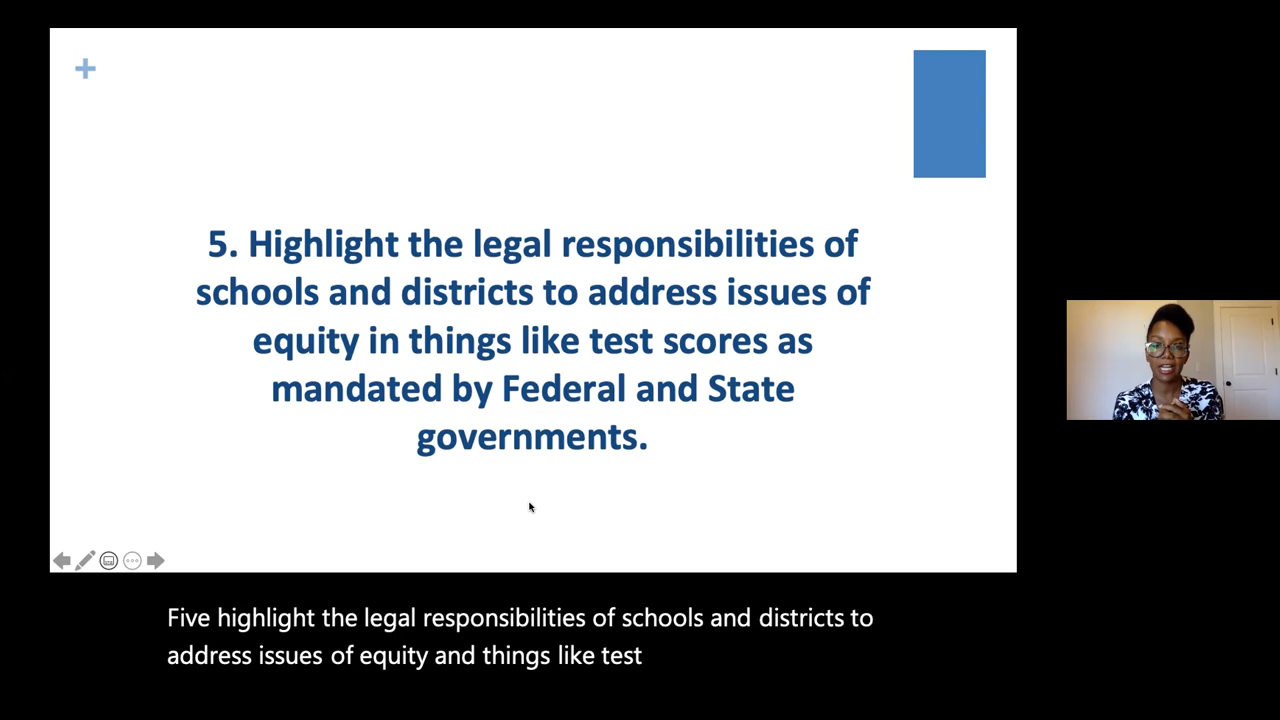 5. Highlight the legal responsibilities of
schools and districts to address issues of
equity in things like test scores as
mandated by Federal and State
governments.
Five highlight the legal responsibilities of schools and districts to
address issues of equity and things like test